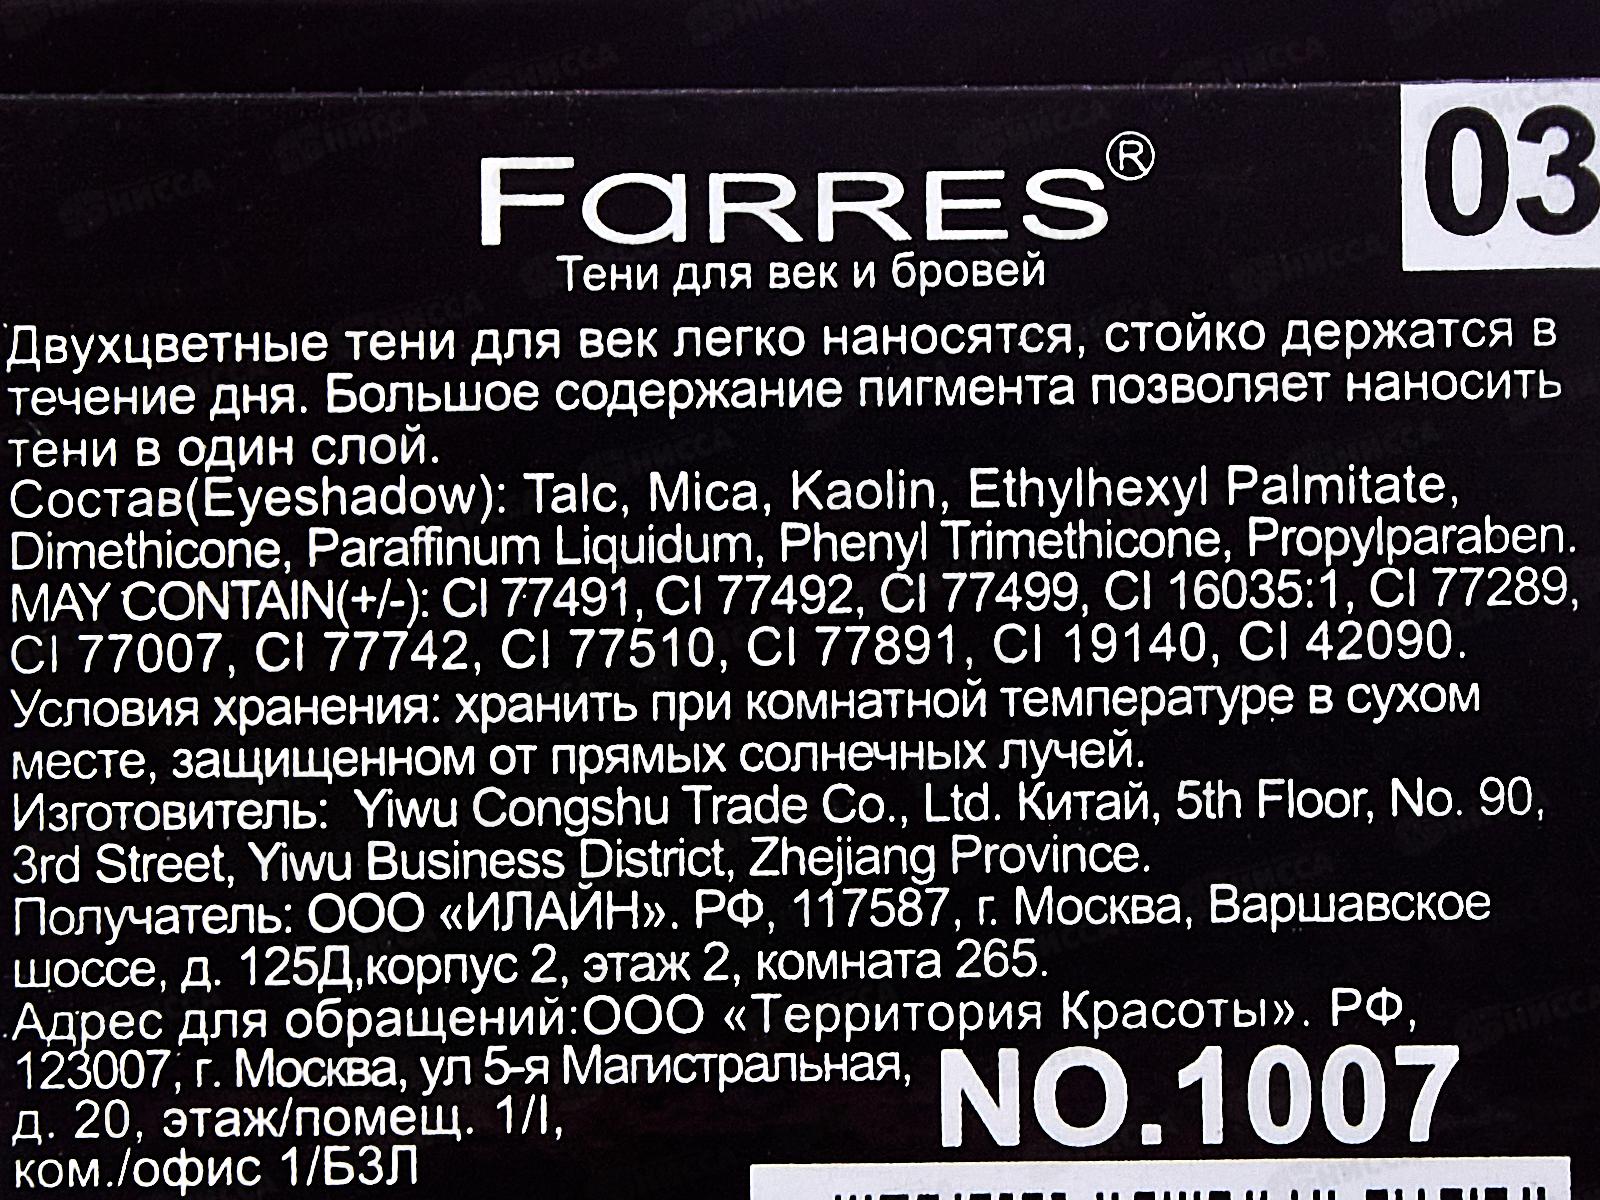 03
FARRES®
Тени для век и бровей
Двухцветные тени для век легко наносятся, стойко держатся в
течение дня. Большое содержание пигмента позволяет наносить
тени в один слой.
Состав(Eyeshadow): Talc, Mica, Kaolin, Ethylhexyl Palmitate,
Dimethicone, Paraffinum Liquidum, Phenyl Trimethicone, Propylparaben.
MAY CONTAIN(+/-): CI 77491, CI 77492, CI 77499, CI 16035:1, CI 77289,
CI 77007, CI 77742, CI 77510, CI 77891, CI 19140, CI 42090.
Условия хранения: хранить при комнатной температуре в сухом
месте, защищенном от прямых солнечных лучей.
Изготовитель: Yiwu Congshu Trade Co., Ltd. Китай, 5th Floor, No. 90,
3rd Street, Yiwu Business District, Zhejiang Province.
Получатель: ООО «ИЛАЙН». РФ, 117587, г. Москва, Варшавское
шоссе, д. 125Д,корпус 2, этаж 2, комната 265.
Адрес для обращений:ООО «Территория Красоты». РФ,
123007, г. Москва, ул 5-я Магистральная,
д. 20, этаж/помещ. 1/I,
ком./офис 1/БЗЛ
NO.1007